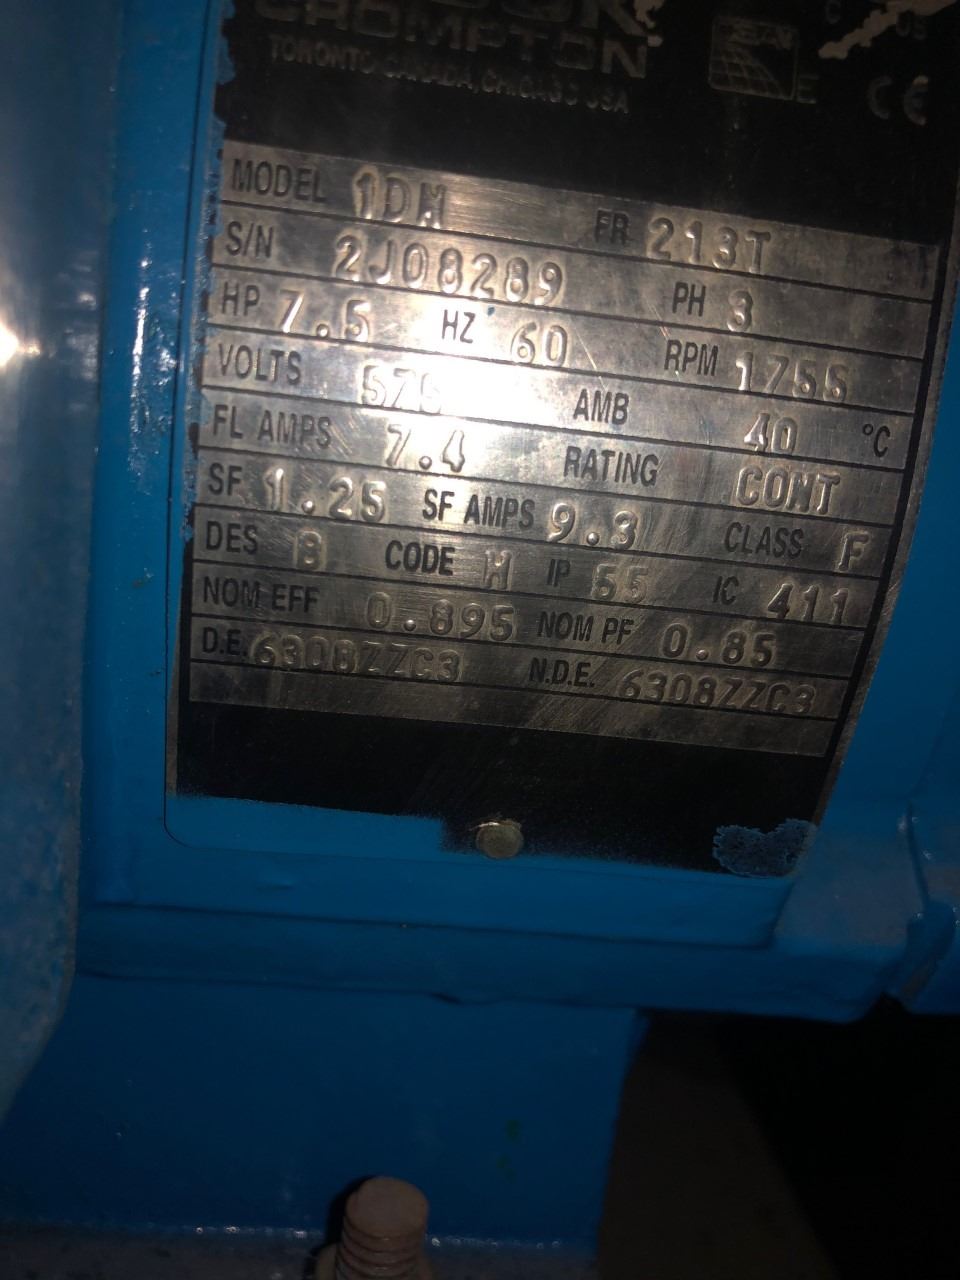 CROMPTON
TORONTO, CANADA, CHICAGO USA
E
CE
MODEL 1DM FR 213T
S/N 2J08289 PH 3
HP 7.5 HZ 60 RPM 1755
VOLTS 575 AMB 40 °C
FL AMPS 7.4 RATING CONT
SF 1.25 SF AMPS 9.3 CLASS F
DES B CODE H IP 55 IC 411
NOM EFF 0.895 NOM PF 0.85
D.E. 6308ZZC3 N.D.E. 6308ZZC3